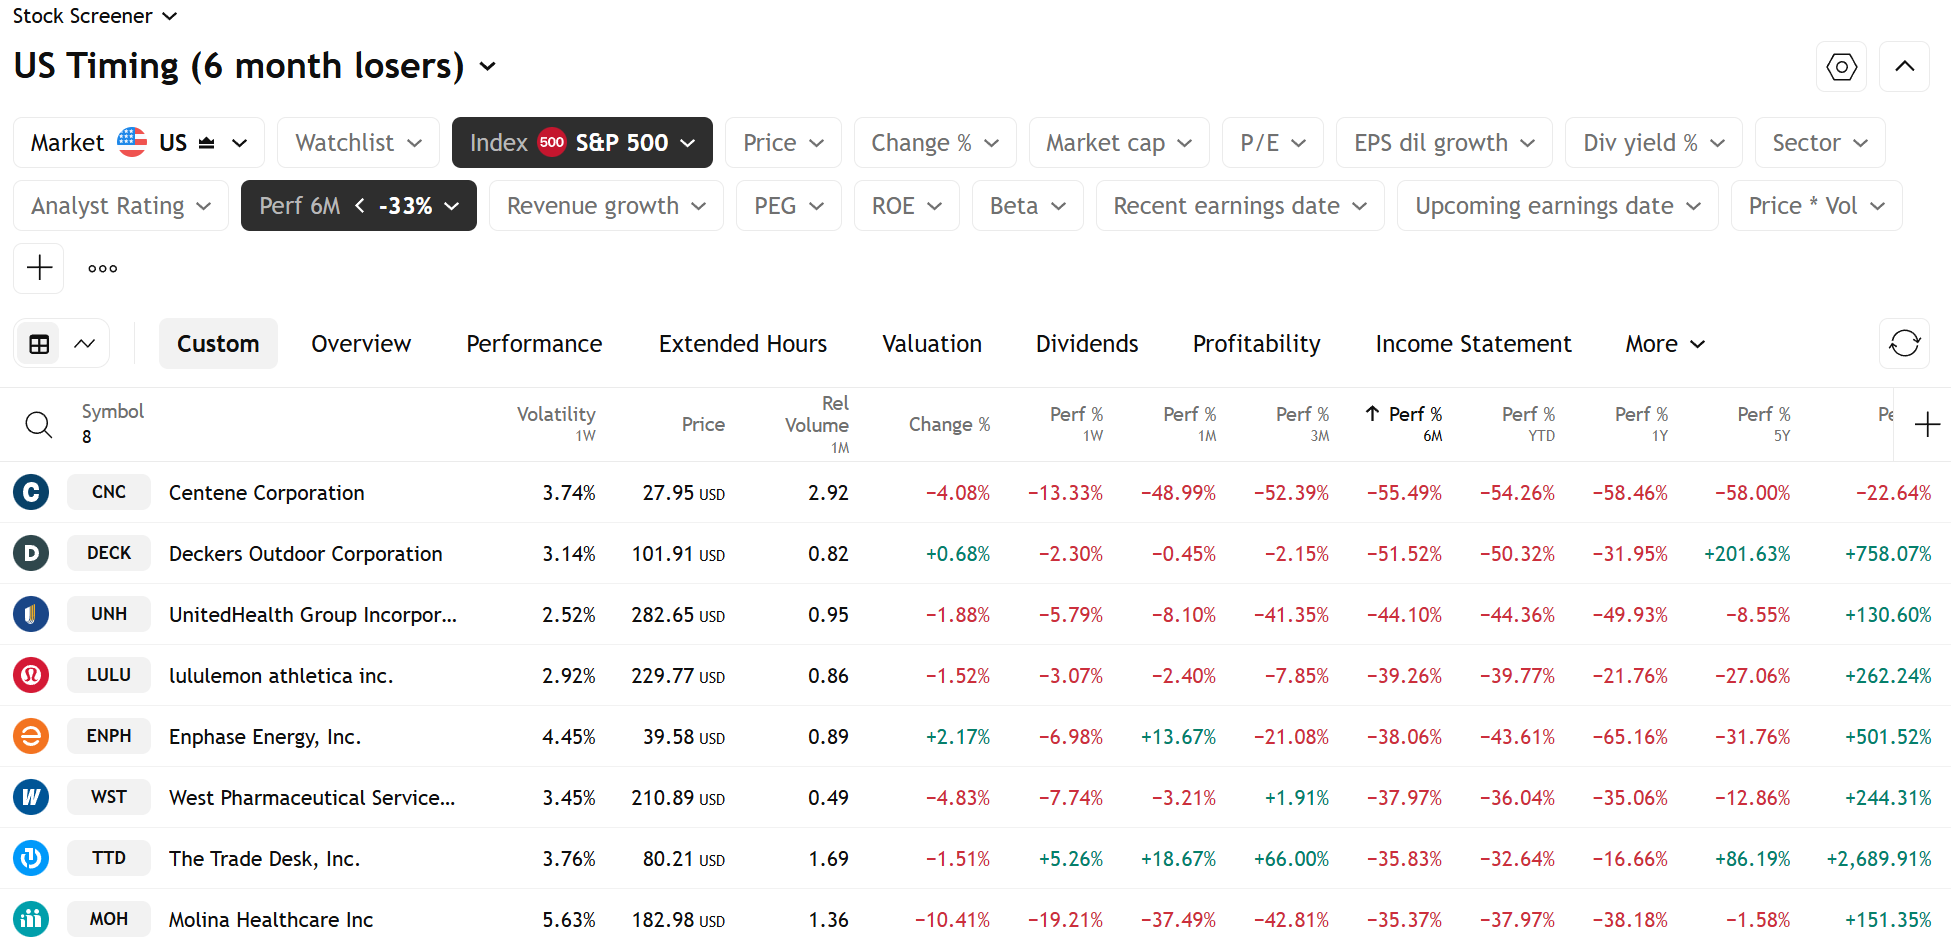 Stock Screener
US Timing (6 month losers)
Market US Watchlist Index 500 S&P 500 Price Change % Market cap P/E EPS dil growth Div yield % Sector
Analyst Rating Perf 6M < -33% Revenue growth PEG ROE Beta Recent earnings date Upcoming earnings date Price * Vol
Custom Overview Performance Extended Hours Valuation Dividends Profitability Income Statement More
Symbol 8 Volatility 1W Price Rel Volume 1M Change % Perf % 1W Perf % 1M Perf % 3M Perf % 6M Perf % YTD Perf % 1Y Perf % 5Y
C CNC Centene Corporation 3.74% 27.95 USD 2.92 −4.08% −13.33% −48.99% −52.39% −55.49% −54.26% −58.46% −58.00% −22.64%
D DECK Deckers Outdoor Corporation 3.14% 101.91 USD 0.82 +0.68% −2.30% −0.45% −2.15% −51.52% −50.32% −31.95% +201.63% +758.07%
UNH UnitedHealth Group Incorpor... 2.52% 282.65 USD 0.95 −1.88% −5.79% −8.10% −41.35% −44.10% −44.36% −49.93% −8.55% +130.60%
LULU lululemon athletica inc. 2.92% 229.77 USD 0.86 −1.52% −3.07% −2.40% −7.85% −39.26% −39.77% −21.76% −27.06% +262.24%
ENPH Enphase Energy, Inc. 4.45% 39.58 USD 0.89 +2.17% −6.98% +13.67% −21.08% −38.06% −43.61% −65.16% −31.76% +501.52%
W WST West Pharmaceutical Service... 3.45% 210.89 USD 0.49 −4.83% −7.74% −3.21% +1.91% −37.97% −36.04% −35.06% −12.86% +244.31%
TTD The Trade Desk, Inc. 3.76% 80.21 USD 1.69 −1.51% +5.26% +18.67% +66.00% −35.83% −32.64% −16.66% +86.19% +2,689.91%
MOH Molina Healthcare Inc 5.63% 182.98 USD 1.36 −10.41% −19.21% −37.49% −42.81% −35.37% −37.97% −38.18% −1.58% +151.35%